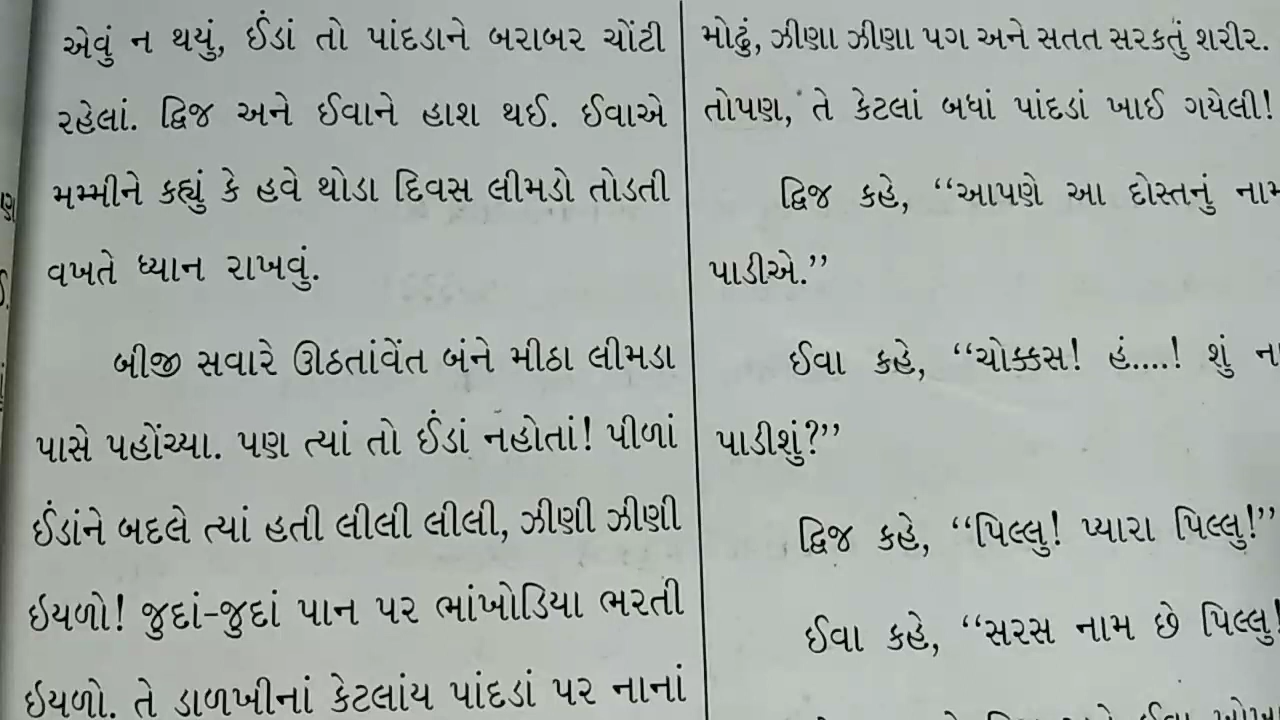 એવું ન થયું, ઈંડાં તો પાંદડાને બરાબર ચોંટી
રહેલાં. દ્વિજ અને ઈવાને હાશ થઈ. ઈવાએ
મમ્મીને કહ્યું કે હવે થોડા દિવસ લીમડો તોડતી
વખતે ધ્યાન રાખવું.
બીજી સવારે ઊઠતાંવેંત બંને મીઠા લીમડા
પાસે પહોંચ્યા. પણ ત્યાં તો ઈંડાં નહોતાં! પીળાં
ઈંડાંને બદલે ત્યાં હતી લીલી લીલી, ઝીણી ઝીણી
ઇયળો! જુદાં-જુદાં પાન પર ભાંખોડિયા ભરતી
ઇયળો. તે ડાળખીનાં કેટલાંય પાંદડાં પર નાનાં
મોઢું, ઝીણા ઝીણા પગ અને સતત સરકતું શરીર.
તોપણ, તે કેટલાં બધાં પાંદડાં ખાઈ ગયેલી!
દ્વિજ કહે, “આપણે આ દોસ્તનું નામ
પાડીએ.”
ઈવા કહે, “ચોક્કસ! હં....! શું
પાડીશું?”
દ્વિજ કહે, “પિલ્લુ! પ્યારા પિલ્લુ!”
ઈવા કહે, “સરસ નામ છે પિલ્લુ!